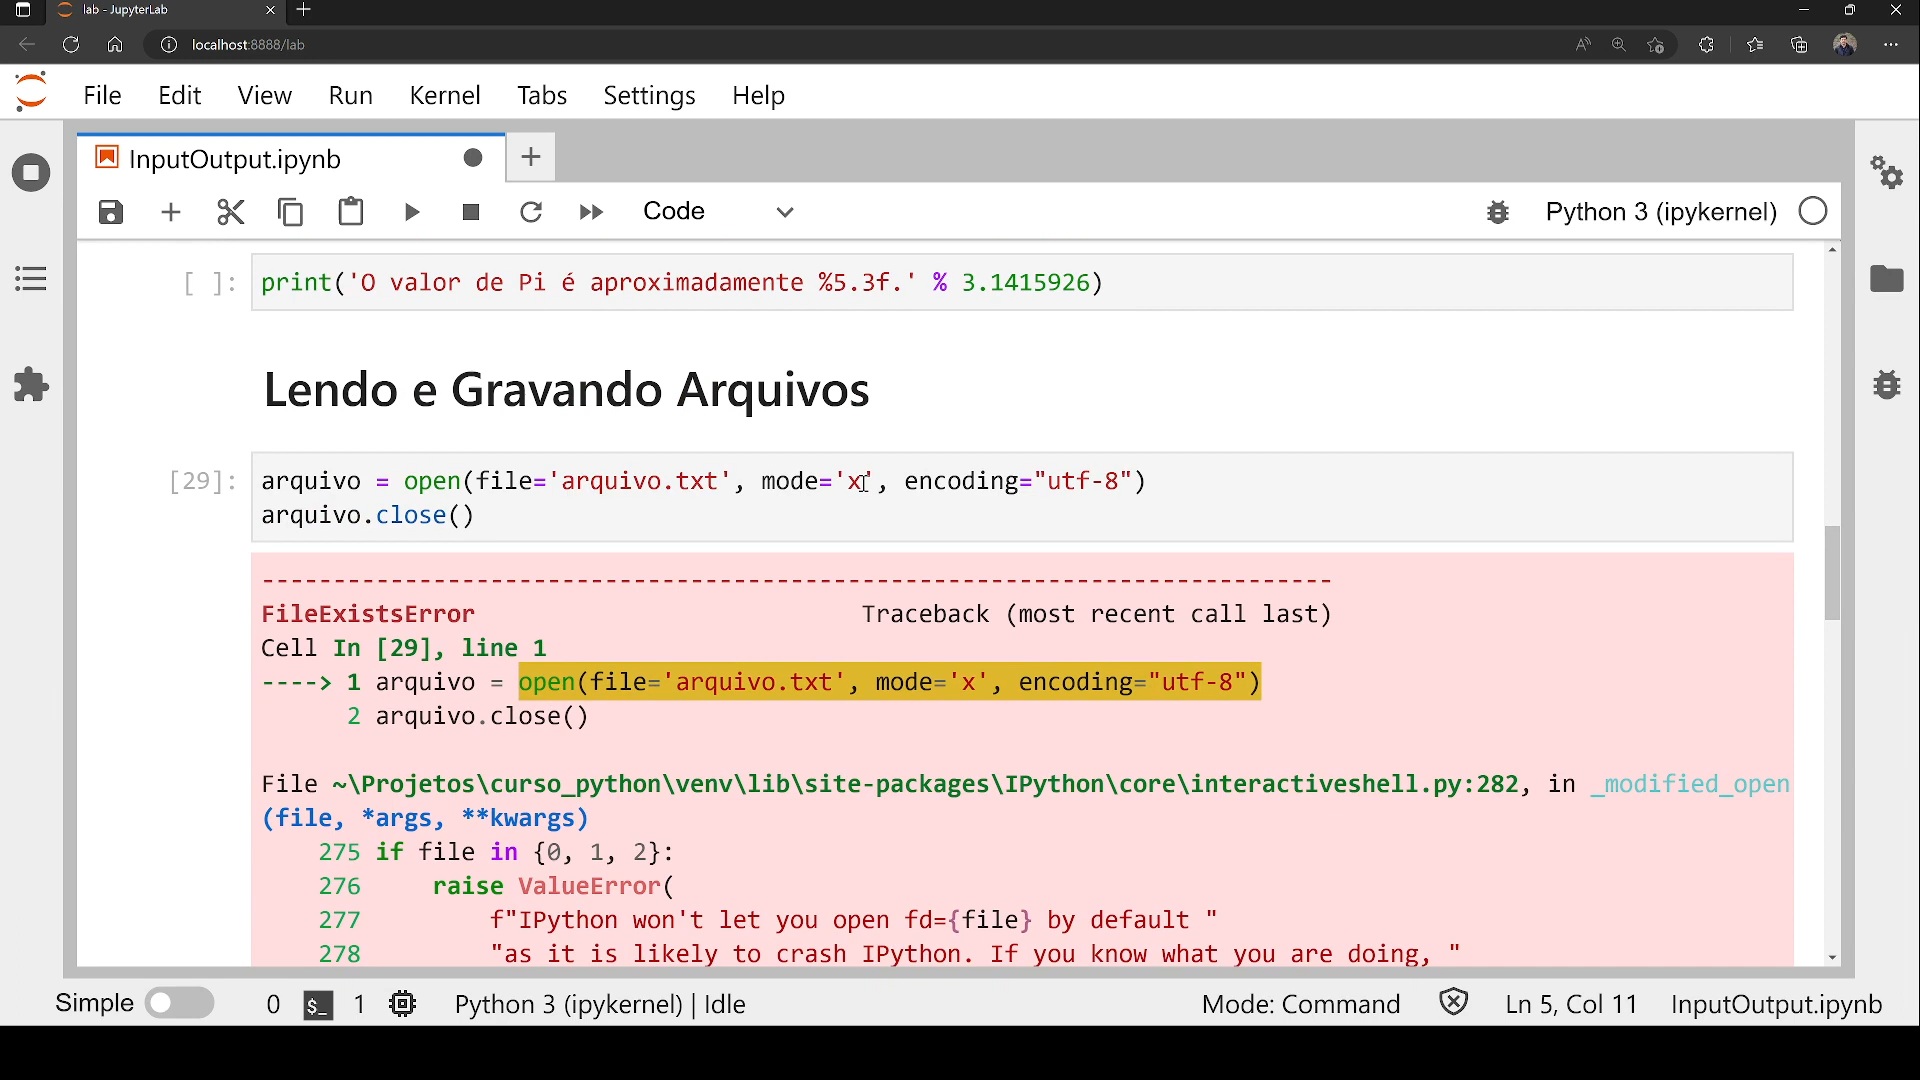 lab - JupyterLab
localhost:8888/lab
File Edit View Run Kernel Tabs Settings Help
InputOutput.ipynb
Code
Python 3 (ipykernel)
[ ]: print('O valor de Pi é aproximadamente %5.3f.' % 3.1415926)
Lendo e Gravando Arquivos
[29]: arquivo = open(file='arquivo.txt', mode='x', encoding="utf-8")
arquivo.close()
---------------------------------------------------------------------------
FileExistsError Traceback (most recent call last)
Cell In [29], line 1
----> 1 arquivo = open(file='arquivo.txt', mode='x', encoding="utf-8")
2 arquivo.close()
File ~\Projetos\curso_python\venv\lib\site-packages\IPython\core\interactiveshell.py:282, in _modified_open
(file, *args, **kwargs)
275 if file in {0, 1, 2}:
276 raise ValueError(
277 f"IPython won't let you open fd={file} by default "
278 "as it is likely to crash IPython. If you know what you are doing, "
Simple 0 $_ 1 Python 3 (ipykernel) | Idle Mode: Command Ln 5, Col 11 InputOutput.ipynb